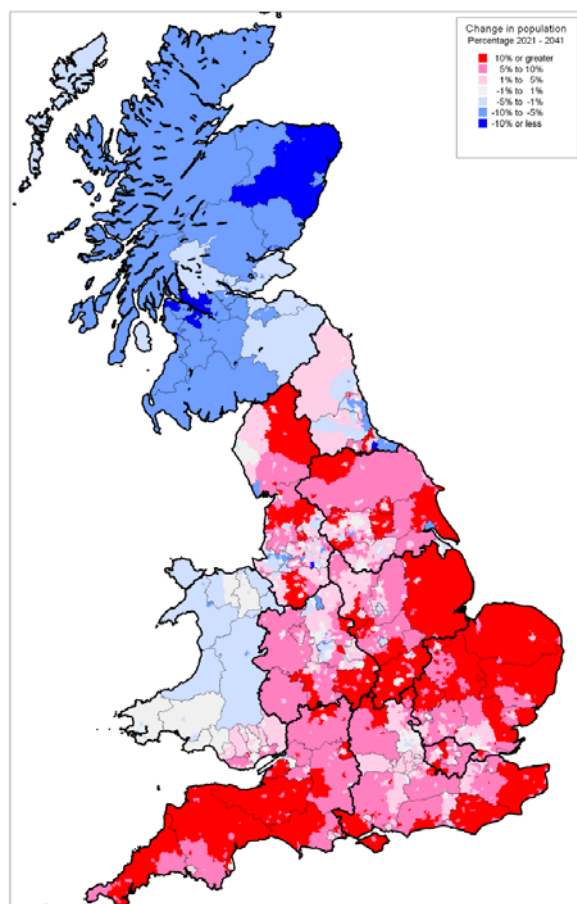 Change in population
Percentage 2021 - 2041
10% or greater
5% to 10%
1% to 5%
-1% to 1%
-5% to -1%
-10% to -5%
-10% or less